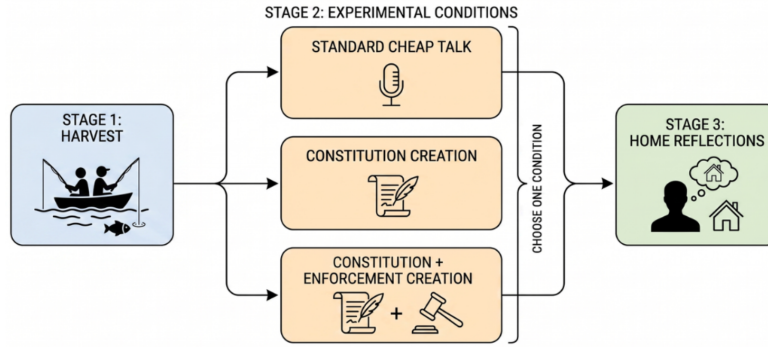 STAGE 2: EXPERIMENTAL CONDITIONS
STAGE 1:
HARVEST
STANDARD CHEAP TALK
CONSTITUTION CREATION
CONSTITUTION +
ENFORCEMENT CREATION
+
CHOOSE ONE CONDITION
STAGE 3:
HOME REFLECTIONS